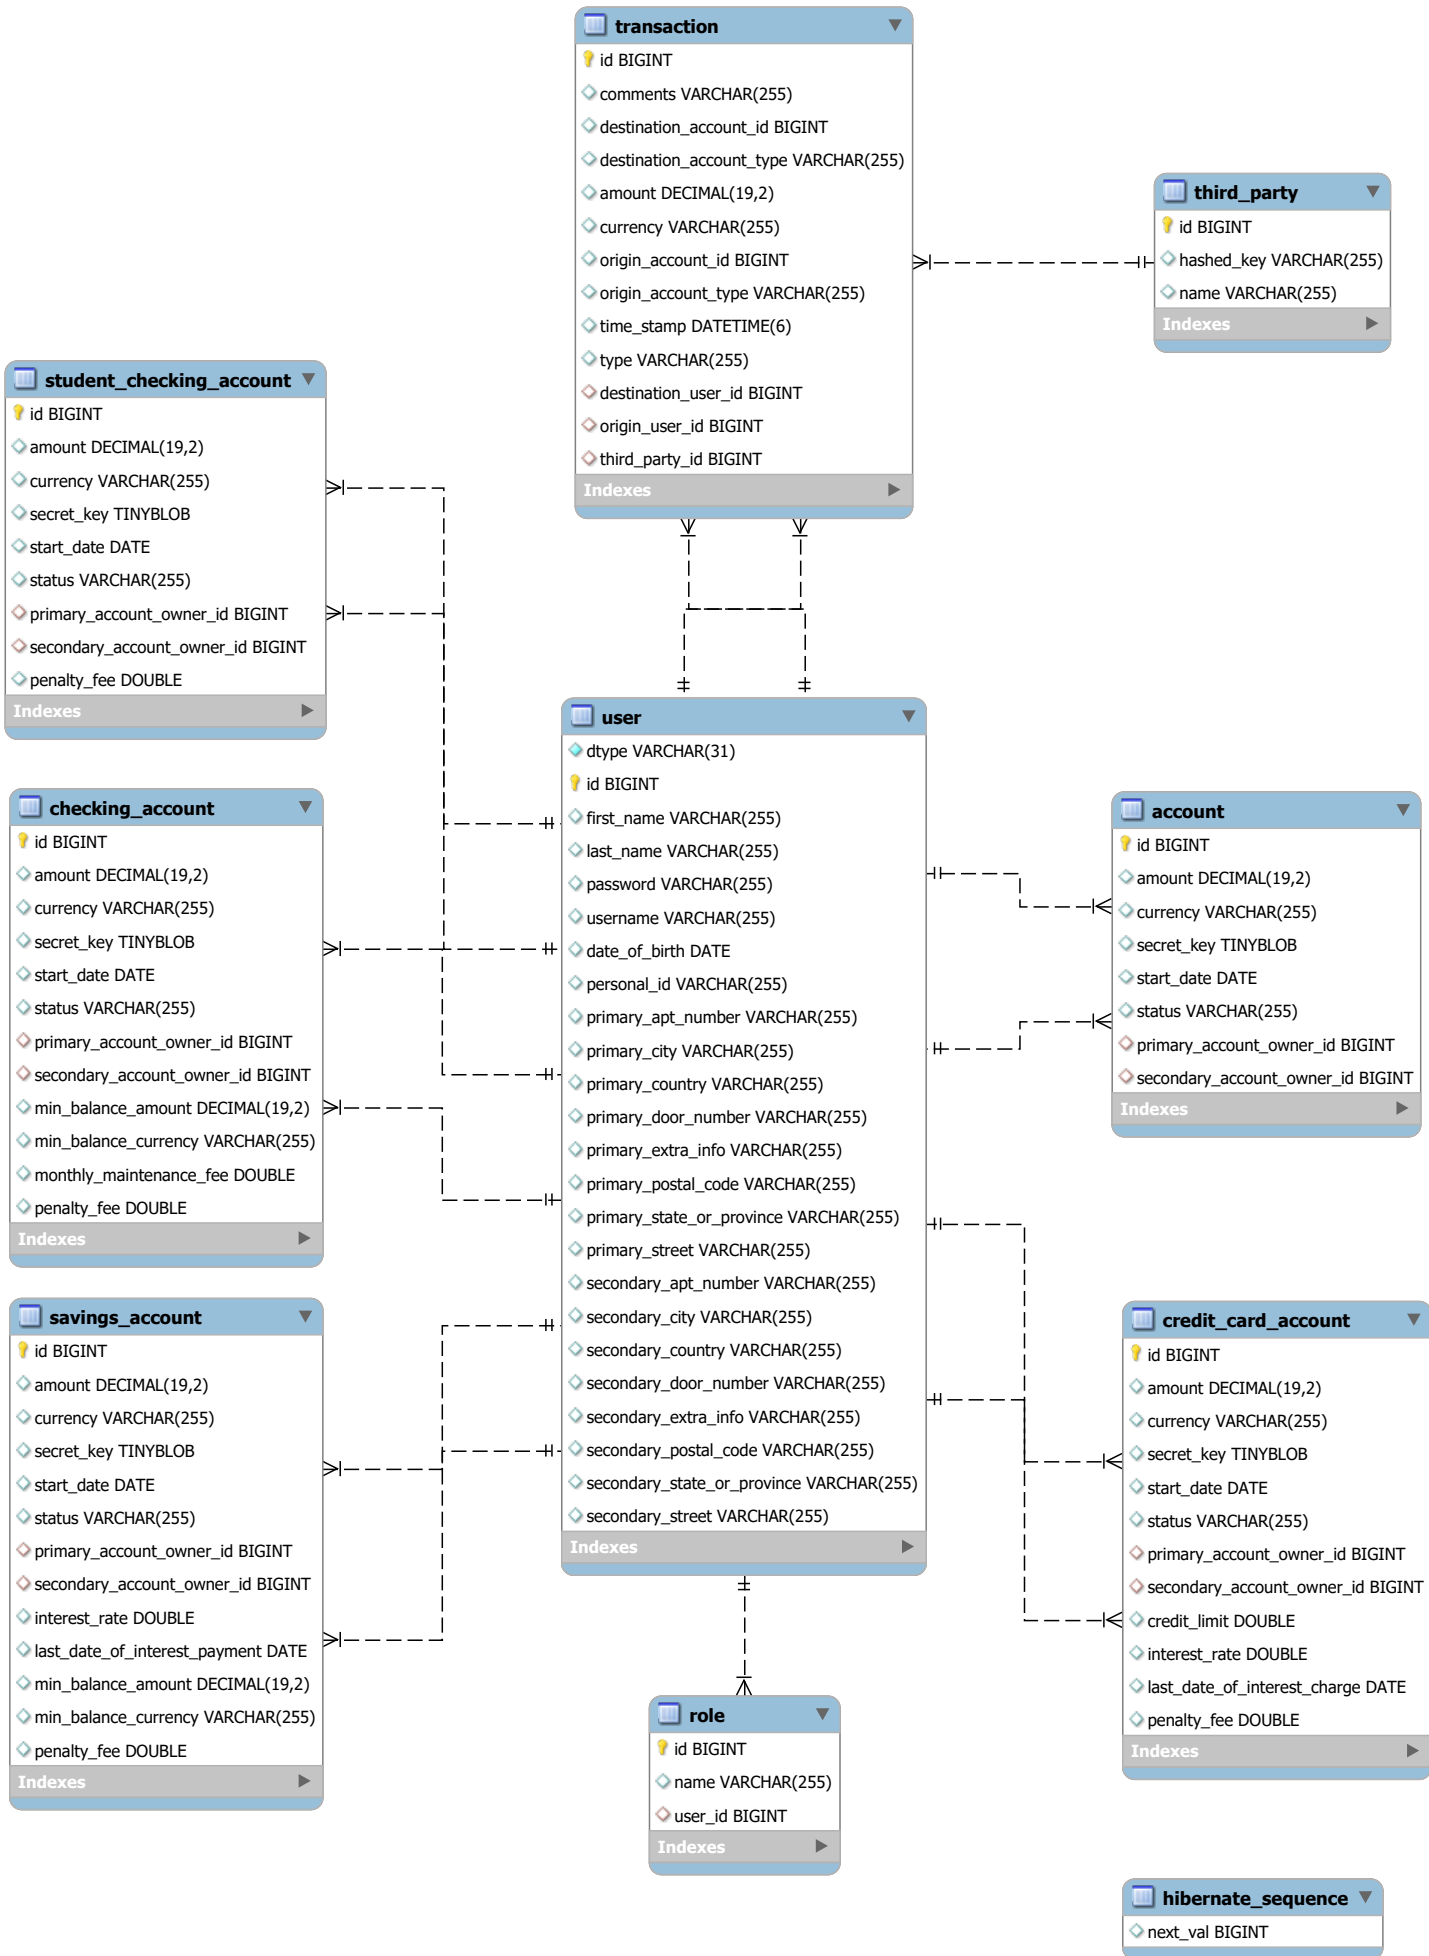 transaction
id BIGINT
comments VARCHAR(255)
destination_account_id BIGINT
destination_account_type VARCHAR(255)
amount DECIMAL(19,2)
currency VARCHAR(255)
origin_account_id BIGINT
origin_account_type VARCHAR(255)
time_stamp DATETIME(6)
type VARCHAR(255)
destination_user_id BIGINT
origin_user_id BIGINT
third_party_id BIGINT
Indexes
third_party
id BIGINT
hashed_key VARCHAR(255)
name VARCHAR(255)
Indexes
student_checking_account
id BIGINT
amount DECIMAL(19,2)
currency VARCHAR(255)
secret_key TINYBLOB
start_date DATE
status VARCHAR(255)
primary_account_owner_id BIGINT
secondary_account_owner_id BIGINT
penalty_fee DOUBLE
Indexes
checking_account
id BIGINT
amount DECIMAL(19,2)
currency VARCHAR(255)
secret_key TINYBLOB
start_date DATE
status VARCHAR(255)
primary_account_owner_id BIGINT
secondary_account_owner_id BIGINT
min_balance_amount DECIMAL(19,2)
min_balance_currency VARCHAR(255)
monthly_maintenance_fee DOUBLE
penalty_fee DOUBLE
Indexes
savings_account
id BIGINT
amount DECIMAL(19,2)
currency VARCHAR(255)
secret_key TINYBLOB
start_date DATE
status VARCHAR(255)
primary_account_owner_id BIGINT
secondary_account_owner_id BIGINT
interest_rate DOUBLE
last_date_of_interest_payment DATE
min_balance_amount DECIMAL(19,2)
min_balance_currency VARCHAR(255)
penalty_fee DOUBLE
Indexes
user
dtype VARCHAR(31)
id BIGINT
first_name VARCHAR(255)
last_name VARCHAR(255)
password VARCHAR(255)
username VARCHAR(255)
date_of_birth DATE
personal_id VARCHAR(255)
primary_apt_number VARCHAR(255)
primary_city VARCHAR(255)
primary_country VARCHAR(255)
primary_door_number VARCHAR(255)
primary_extra_info VARCHAR(255)
primary_postal_code VARCHAR(255)
primary_state_or_province VARCHAR(255)
primary_street VARCHAR(255)
secondary_apt_number VARCHAR(255)
secondary_city VARCHAR(255)
secondary_country VARCHAR(255)
secondary_door_number VARCHAR(255)
secondary_extra_info VARCHAR(255)
secondary_postal_code VARCHAR(255)
secondary_state_or_province VARCHAR(255)
secondary_street VARCHAR(255)
Indexes
account
id BIGINT
amount DECIMAL(19,2)
currency VARCHAR(255)
secret_key TINYBLOB
start_date DATE
status VARCHAR(255)
primary_account_owner_id BIGINT
secondary_account_owner_id BIGINT
Indexes
credit_card_account
id BIGINT
amount DECIMAL(19,2)
currency VARCHAR(255)
secret_key TINYBLOB
start_date DATE
status VARCHAR(255)
primary_account_owner_id BIGINT
secondary_account_owner_id BIGINT
credit_limit DOUBLE
interest_rate DOUBLE
last_date_of_interest_charge DATE
penalty_fee DOUBLE
Indexes
role
id BIGINT
name VARCHAR(255)
user_id BIGINT
Indexes
hibernate_sequence
next_val BIGINT